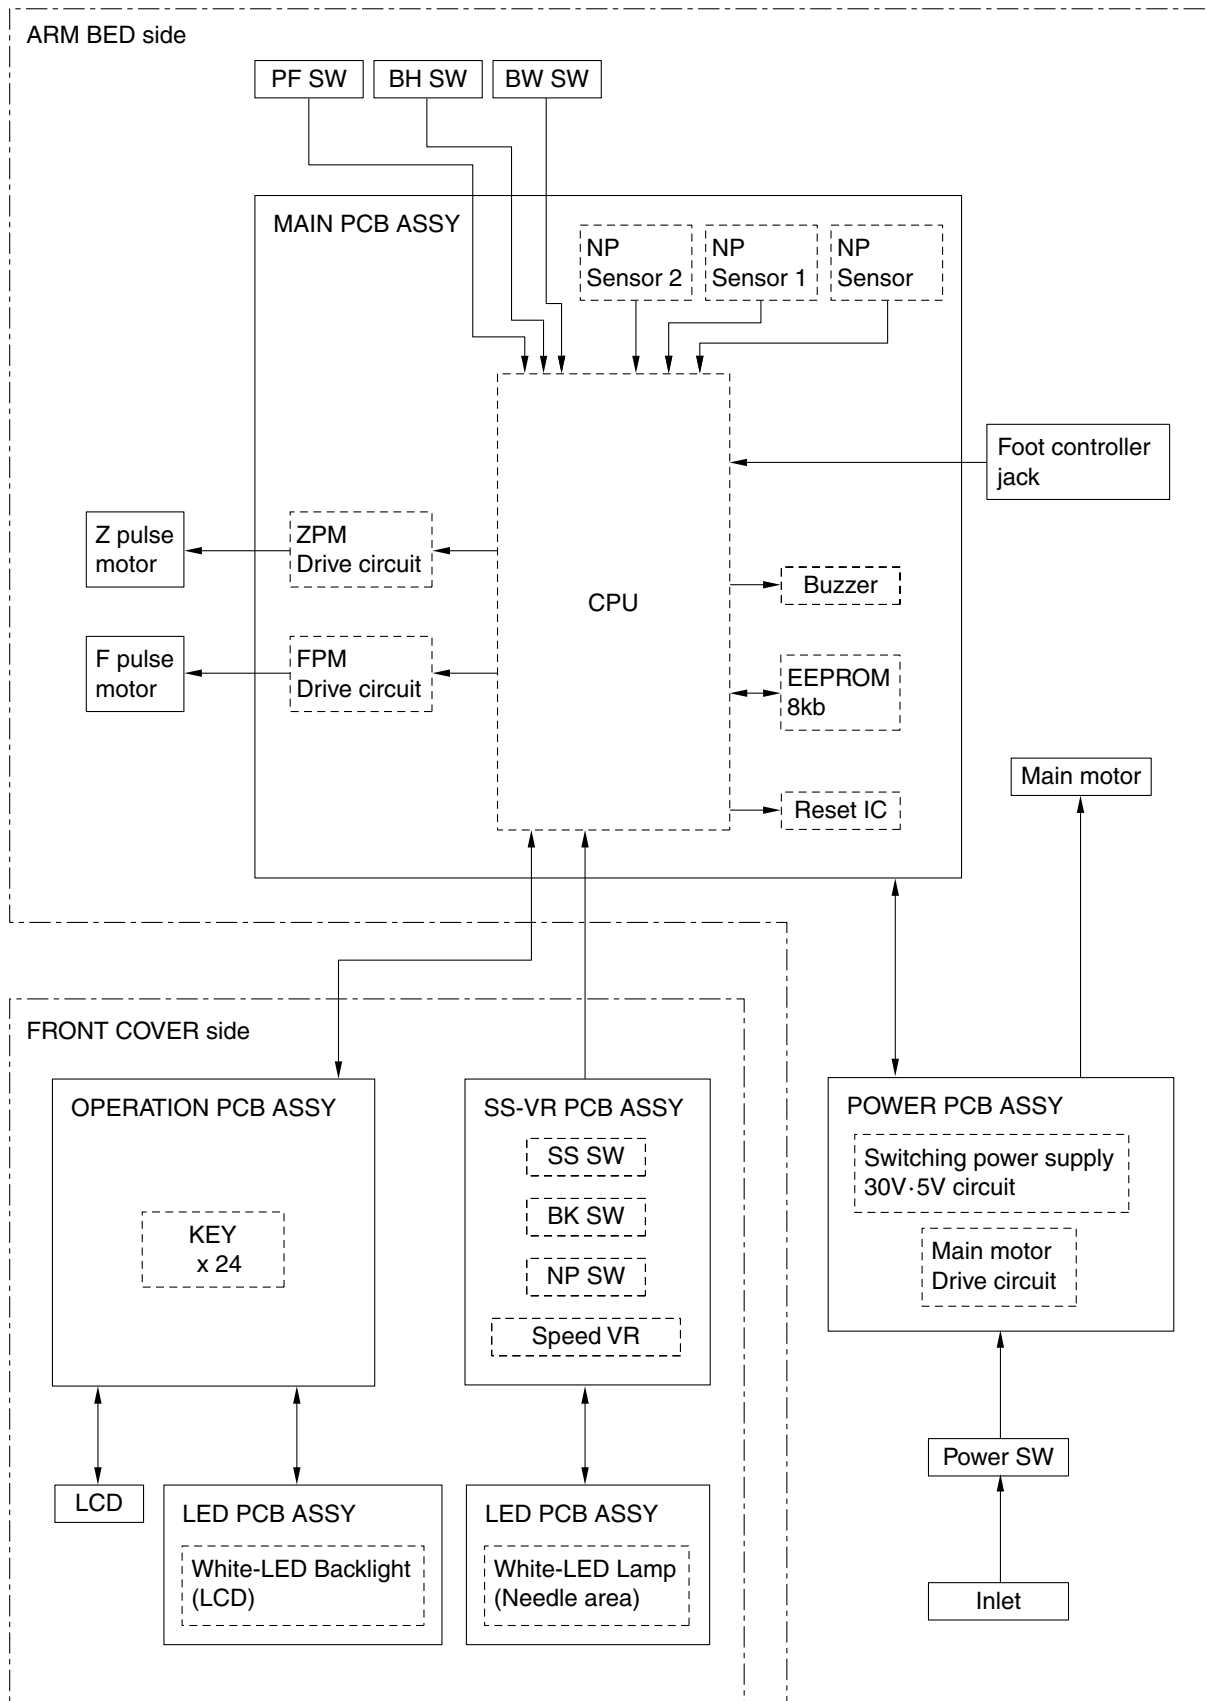 ARM BED side
PF SW
BH SW
BW SW
MAIN PCB ASSY
NP
Sensor 2
NP
Sensor 1
NP
Sensor
Foot controller
jack
Z pulse
motor
ZPM
Drive circuit
CPU
Buzzer
F pulse
motor
FPM
Drive circuit
EEPROM
8kb
Main motor
Reset IC
FRONT COVER side
OPERATION PCB ASSY
KEY
x 24
SS-VR PCB ASSY
SS SW
BK SW
NP SW
Speed VR
POWER PCB ASSY
Switching power supply
30V·5V circuit
Main motor
Drive circuit
Power SW
LCD
LED PCB ASSY
White-LED Backlight
(LCD)
LED PCB ASSY
White-LED Lamp
(Needle area)
Inlet